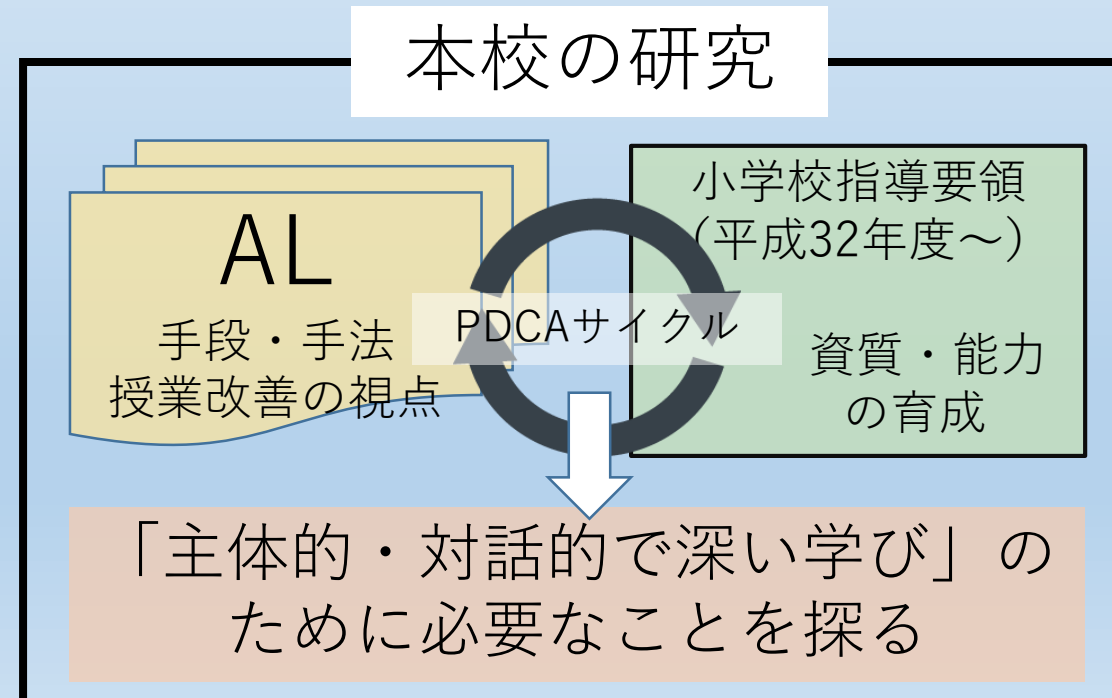 本校の研究
AL
手段・手法
授業改善の視点
PDCAサイクル
小学校指導要領
（平成32年度～）
資質・能力
の育成
「主体的・対話的で深い学び」の
ために必要なことを探る